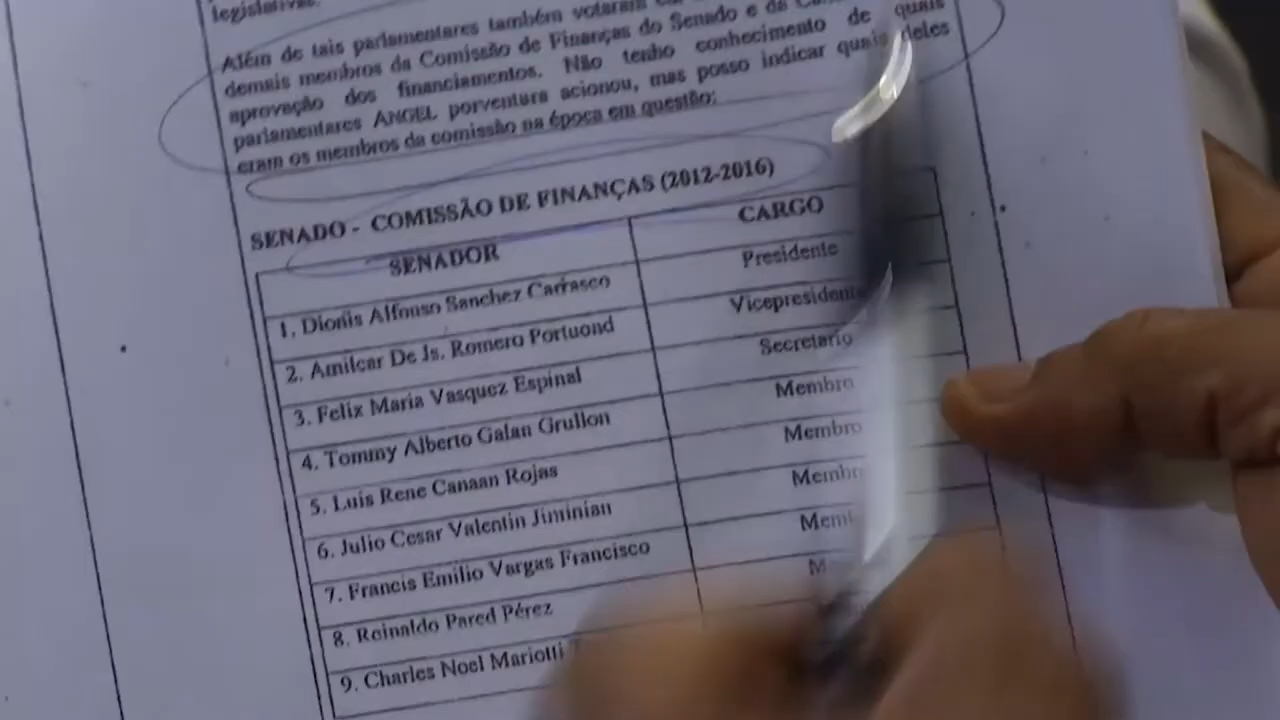 legislativas.
Além de tais parlamentares também votaram
demais membros da Comissão de Finanças do Senado e da
aprovação dos financiamentos. Não tenho conhecimento de quais
parlamentares ANGEL porventura acionou, mas posso indicar quais deles
eram os membros da comissão na época em questão:
SENADO - COMISSÃO DE FINANÇAS (2012-2016)
SENADOR CARGO
1. Dionis Alfonso Sanchez Carrasco Presidente
2. Amilcar De Js. Romero Portuond Vicepresidente
3. Felix Maria Vasquez Espinal Secretario
4. Tommy Alberto Galan Grullon Membro
5. Luis Rene Canaan Rojas Membro
6. Julio Cesar Valentin Jiminian Membro
7. Francis Emilio Vargas Francisco Mem
8. Reinaldo Pared Pérez M
9. Charles Noel Mariotti